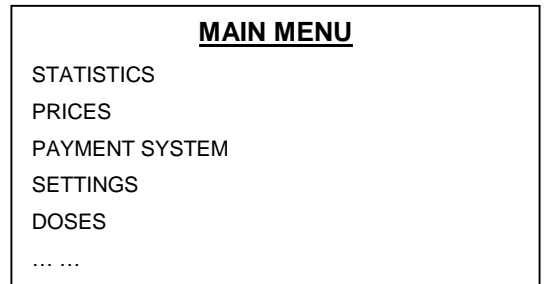 MAIN MENU
STATISTICS
PRICES
PAYMENT SYSTEM
SETTINGS
DOSES
… …